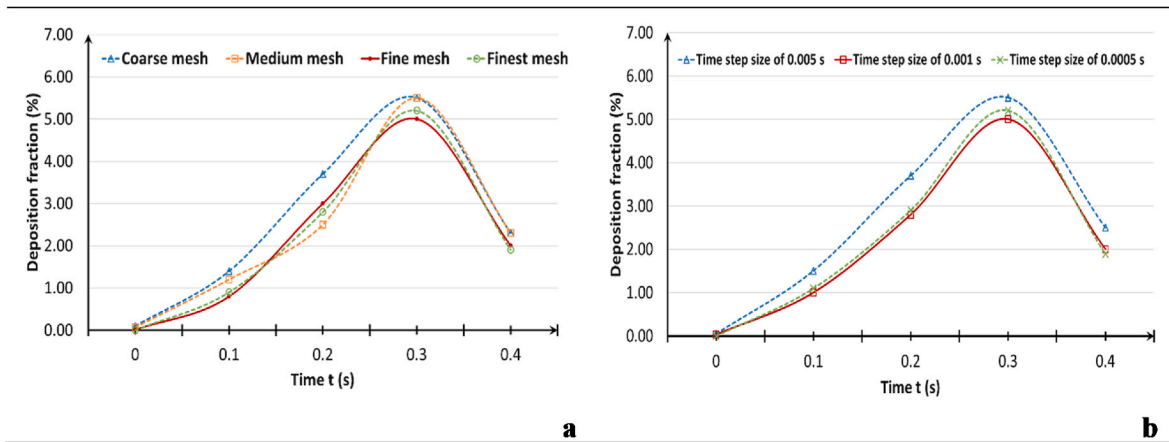 7.00
Coarse mesh Medium mesh Fine mesh Finest mesh
6.00
5.00
4.00
3.00
2.00
1.00
0.00
Deposition fraction (%)
0 0.1 0.2 0.3 0.4
Time t (s)
a
7.00
Time step size of 0.005 s Time step size of 0.001 s Time step size of 0.0005 s
6.00
5.00
4.00
3.00
2.00
1.00
0.00
Deposition fraction (%)
0 0.1 0.2 0.3 0.4
Time t (s)
b